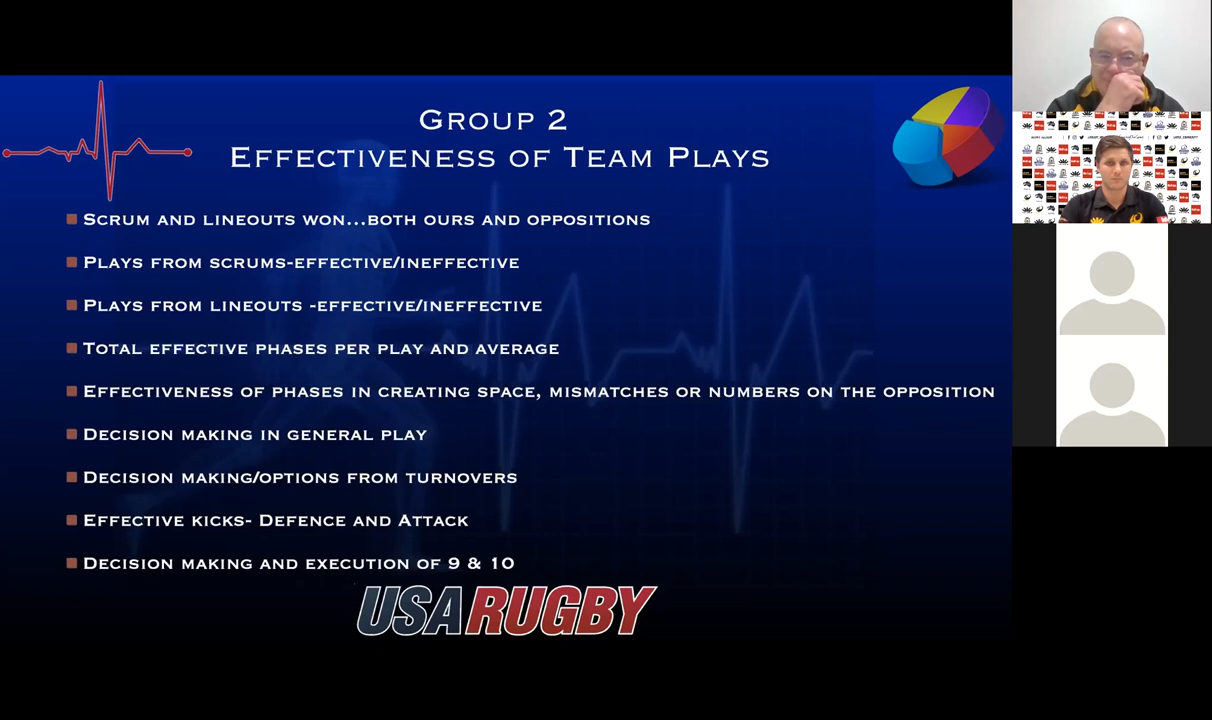 Group 2
Effectiveness of Team Plays
Scrum and lineouts won...both ours and oppositions
Plays from scrums-effective/ineffective
Plays from lineouts -effective/ineffective
Total effective phases per play and average
Effectiveness of phases in creating space, mismatches or numbers on the opposition
Decision making in general play
Decision making/options from turnovers
Effective kicks- Defence and Attack
Decision making and execution of 9 & 10
USA RUGBY